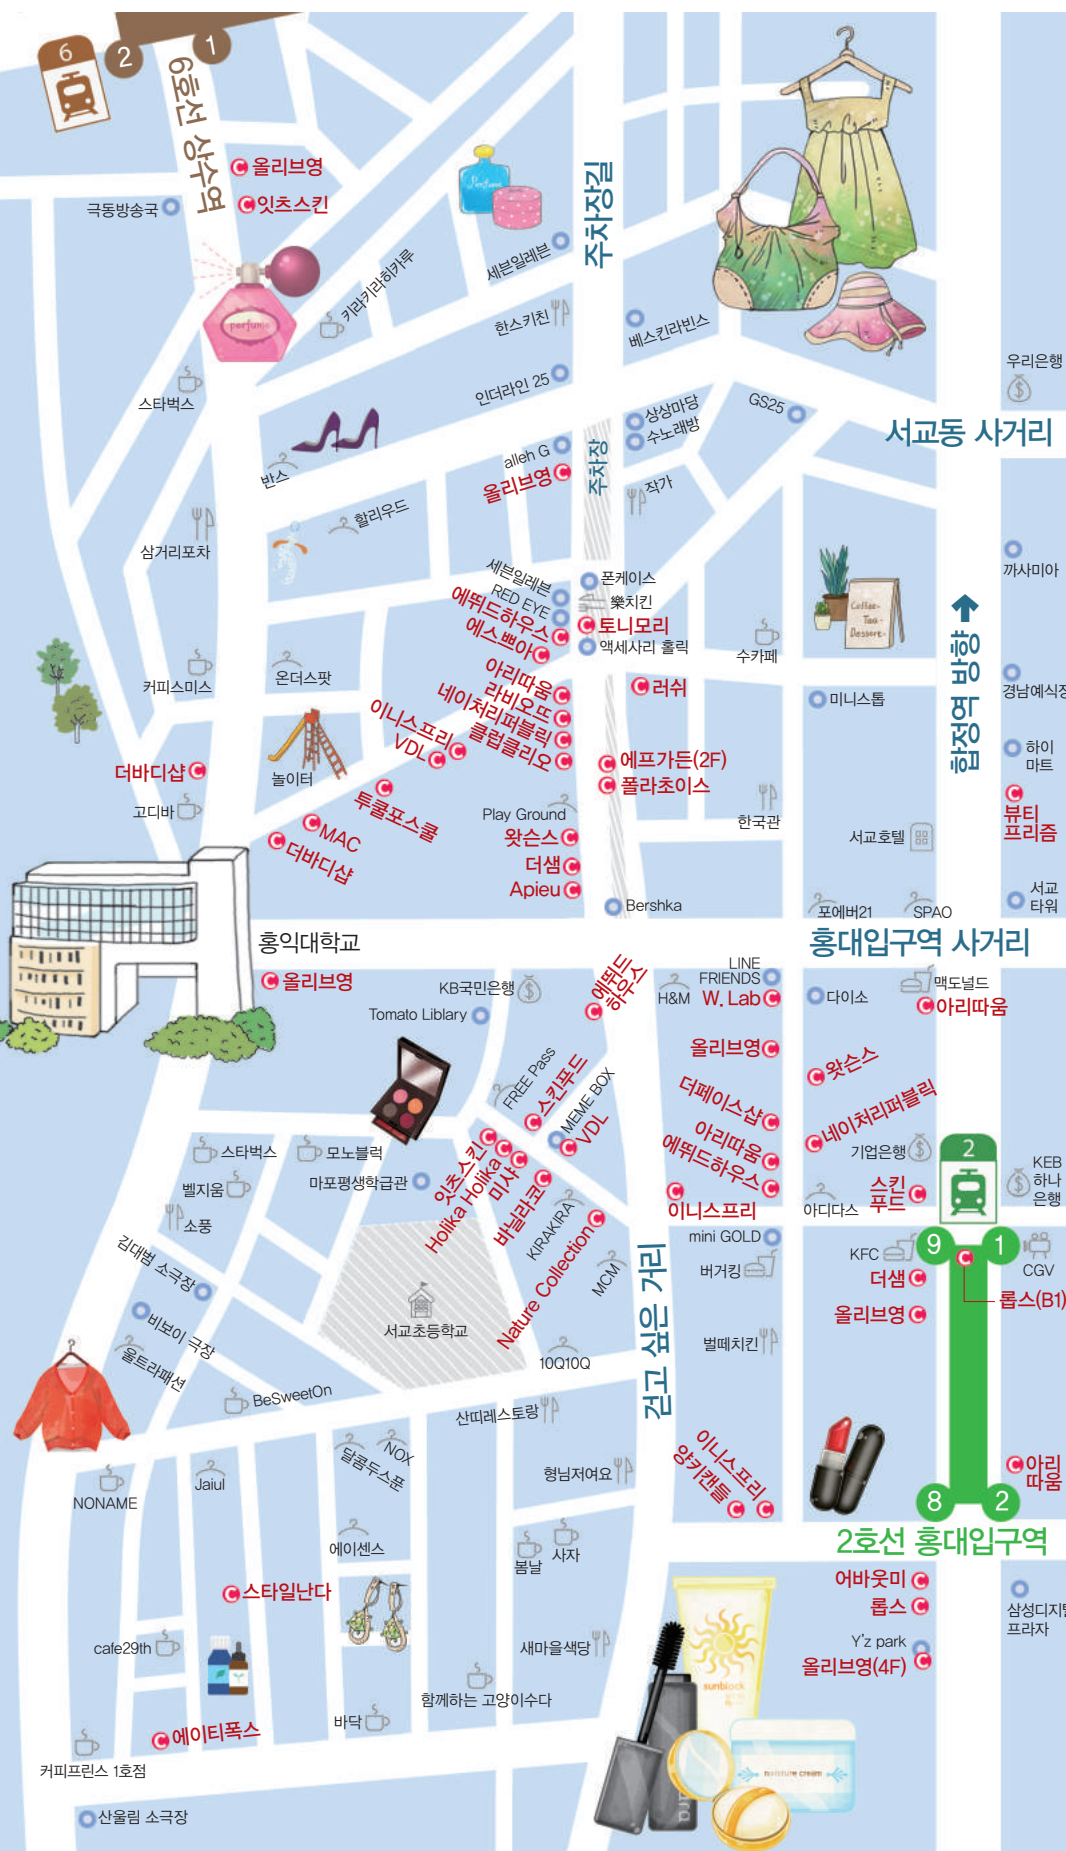 6
2
1
6호선 상수역
올리브영
잇츠스킨
극동방송국
Perfume
주차장길
세븐일레븐
키라키라히카루
perfume
한스키친
베스킨라빈스
우리은행
스타벅스
인더라인 25
상상마당
수노래방
GS25
서교동 사거리
반스
alleh G
올리브영
주차장
작가
할리우드
삼거리포차
까사미아
세븐일레븐
RED EYE
에뛰드하우스
에스쁘아
폰케이스
樂치킨
토니모리
액세사리 홀릭
수카페
Coffee-
Tea-
Dessert-
합정역 방향
커피스미스
온더스팟
아리따움
라비오뜨
네이처리퍼블릭
클럽클리오
러쉬
미니스톱
경남예식장
이니스프리
VDL
에프가든(2F)
폴라초이스
하이
마트
더바디샵
놀이터
투쿨포스쿨
뷰티
프리즘
고디바
MAC
더바디샵
Play Ground
왓슨스
더샘
Apieu
한국관
서교호텔
서교
타워
Bershka
포에버21
SPAO
홍익대학교
홍대입구역 사거리
올리브영
KB국민은행
에뛰드
하우스
H&M
LINE
FRIENDS
W. Lab
다이소
맥도널드
아리따움
Tomato Liblary
올리브영
왓슨스
FREE Pass
스킨푸드
MEME BOX
VDL
더페이스샵
네이처리퍼블릭
스타벅스
모노블럭
잇츠스킨
Holika Holika
미샤
바닐라코
KIRAKIRA
Nature Collection
MCM
아리따움
에뛰드하우스
이니스프리
기업은행
2
KEB
하나
은행
벨지움
마포평생학급관
소풍
아디다스
스킨
푸드
김대범 소극장
비보이 극장
울트라패션
서교초등학교
걷고 싶은 거리
mini GOLD
버거킹
KFC
9
1
CGV
더샘
롭스(B1)
올리브영
벌떼치킨
10Q10Q
BeSweetOn
산띠레스토랑
NONAME
Jaiul
달콤두스푼
NOX
형님저여요
이니스프리
양키캔들
아리
따움
8
2
2호선 홍대입구역
에이센스
봄날
사자
스타일난다
어바웃미
롭스
Y'z park
올리브영(4F)
삼성디지털
프라자
cafe29th
새마을색당
함께하는 고양이수다
sunblock
에이티폭스
바닥
커피프린스 1호점
moisture cream
산울림 소극장